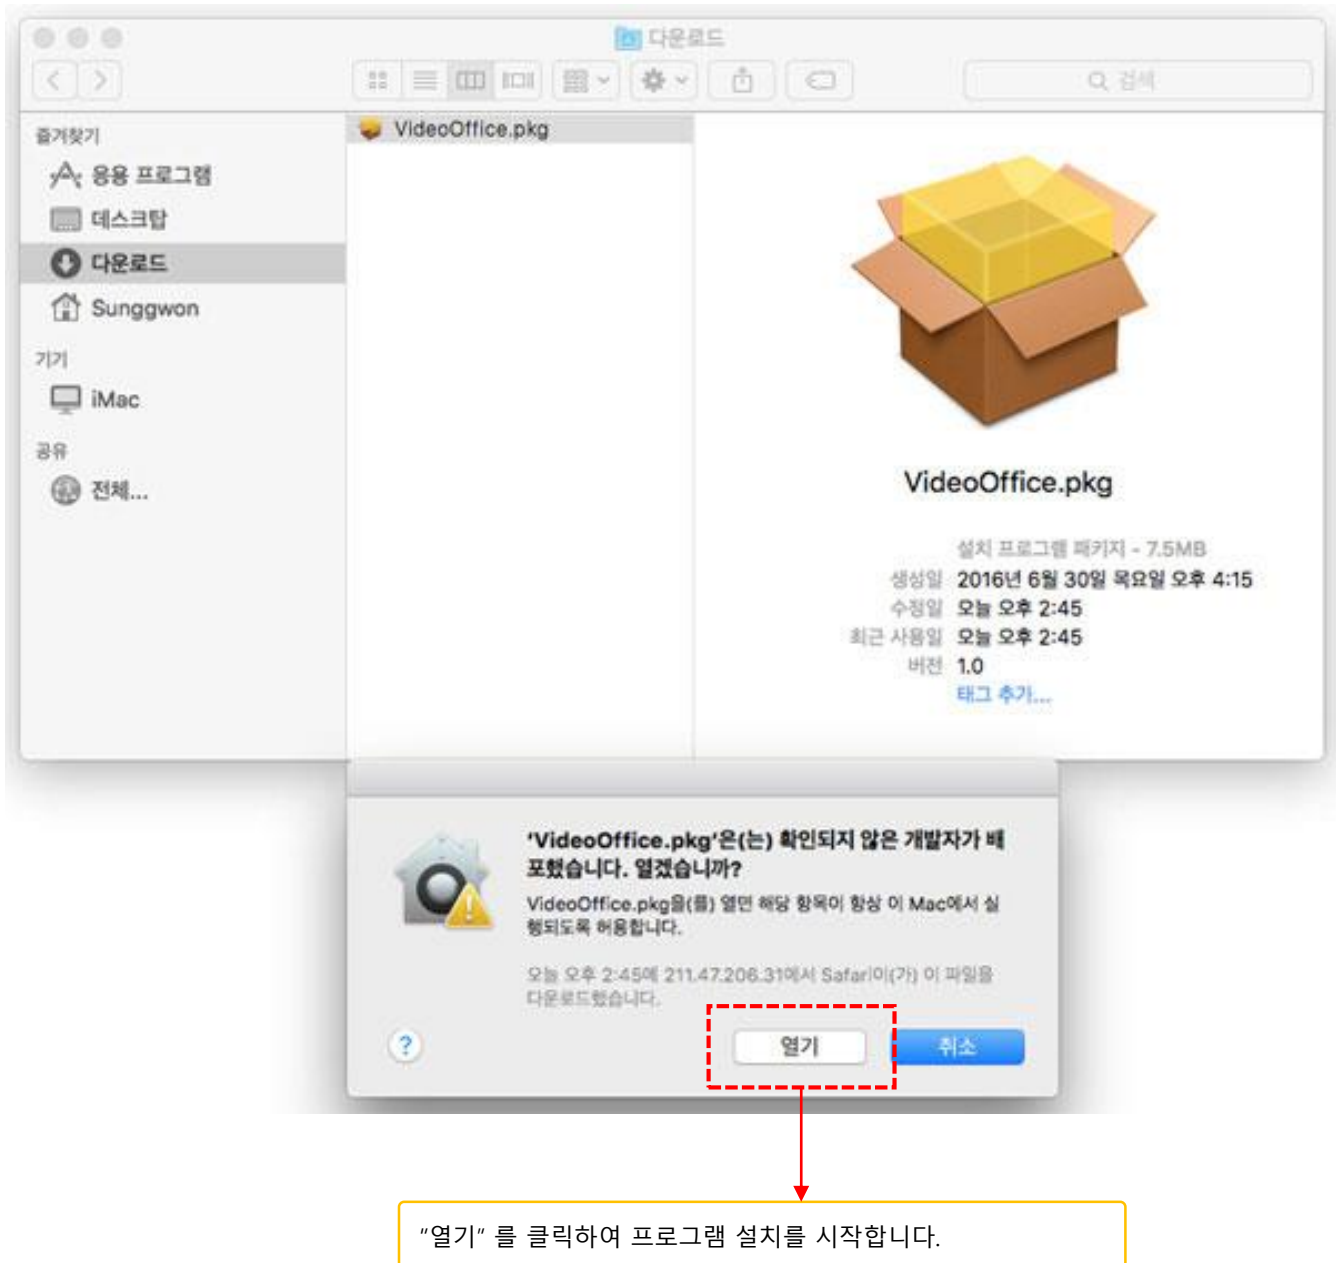 다운로드
검색
즐겨찾기
응용 프로그램
데스크탑
다운로드
Sunggwon
기기
iMac
공유
전체...
VideoOffice.pkg
VideoOffice.pkg
설치 프로그램 패키지 - 7.5MB
생성일 2016년 6월 30일 목요일 오후 4:15
수정일 오늘 오후 2:45
최근 사용일 오늘 오후 2:45
버전 1.0
태그 추가...
‘VideoOffice.pkg’은(는) 확인되지 않은 개발자가 배
포했습니다. 열겠습니까?
VideoOffice.pkg을(를) 열면 해당 항목이 항상 이 Mac에서 실
행되도록 허용합니다.
오늘 오후 2:45에 211.47.206.31에서 Safari이(가) 이 파일을
다운로드했습니다.
?
열기
취소
“열기” 를 클릭하여 프로그램 설치를 시작합니다.